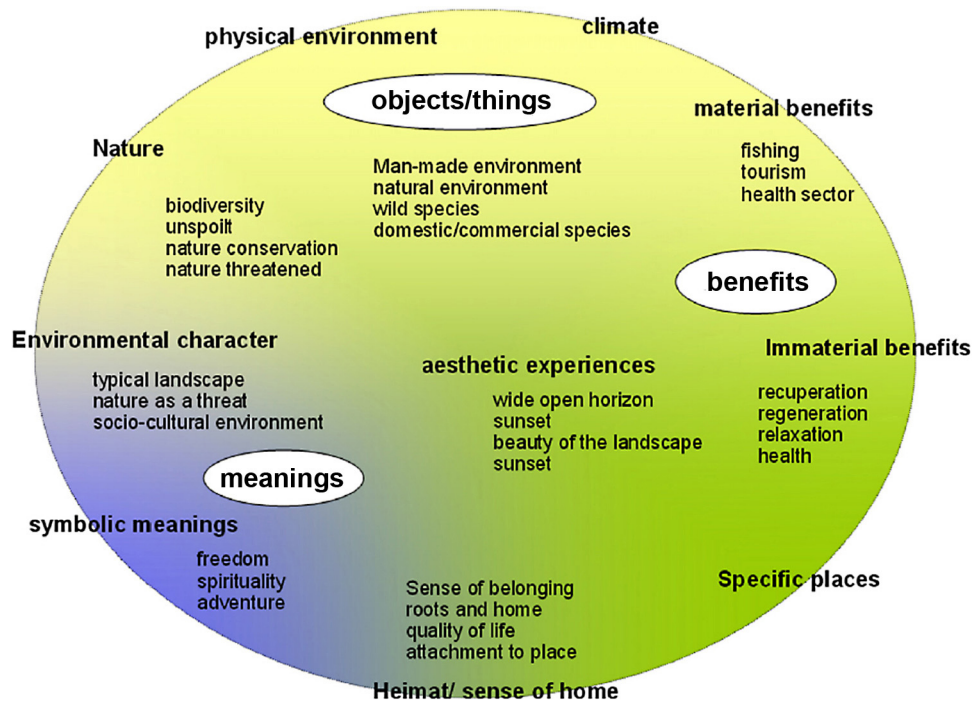 climate
physical environment
objects/things
material benefits
fishing
tourism
health sector
Nature
Man-made environment
natural environment
wild species
domestic/commercial species
biodiversity
unspoilt
nature conservation
nature threatened
benefits
Environmental character
typical landscape
nature as a threat
socio-cultural environment
aesthetic experiences
wide open horizon
sunset
beauty of the landscape
sunset
Immaterial benefits
recuperation
regeneration
relaxation
health
meanings
symbolic meanings
freedom
spirituality
adventure
Sense of belonging
roots and home
quality of life
attachment to place
Specific places
Heimat/ sense of home